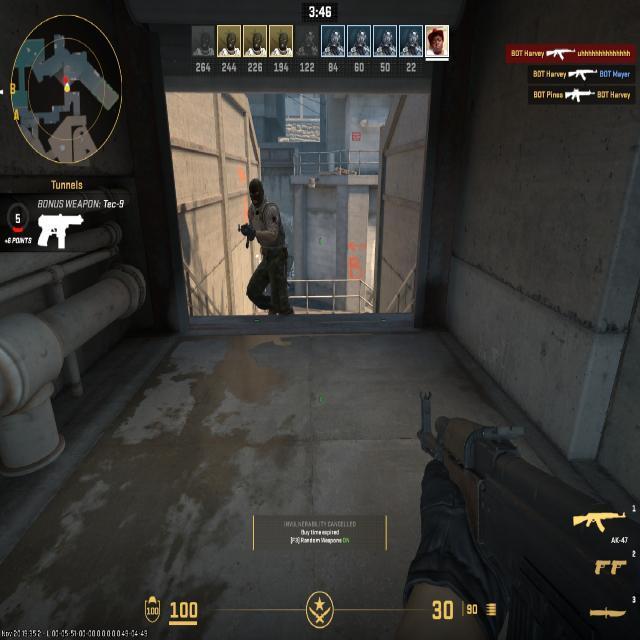 3:46
264 244 226 194 122 84 60 50 22
BOT Harvey uhhhhhhhhhhhhh
BOT Harvey BOT Mayer
BOT Pinea BOT Harvey
B
A
Tunnels
BONUS WEAPON: Tec-9
5
+6 POINTS
INVULNERABILITY CANCELLED
Buy time expired
[F3] Random Weapons ON
1
AK-47
2
3
100 100
30 90